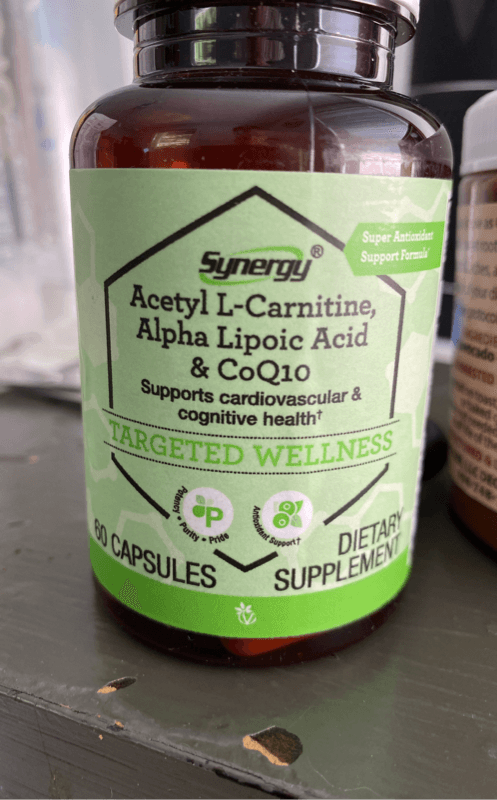 Super Antioxidant
Support Formula†
Synergy®
Acetyl L-Carnitine,
Alpha Lipoic Acid
& CoQ10
Supports cardiovascular &
cognitive health†
TARGETED WELLNESS
P
Potency • Purity • Pride
Antioxidant Support†
60 CAPSULES
DIETARY
SUPPLEMENT